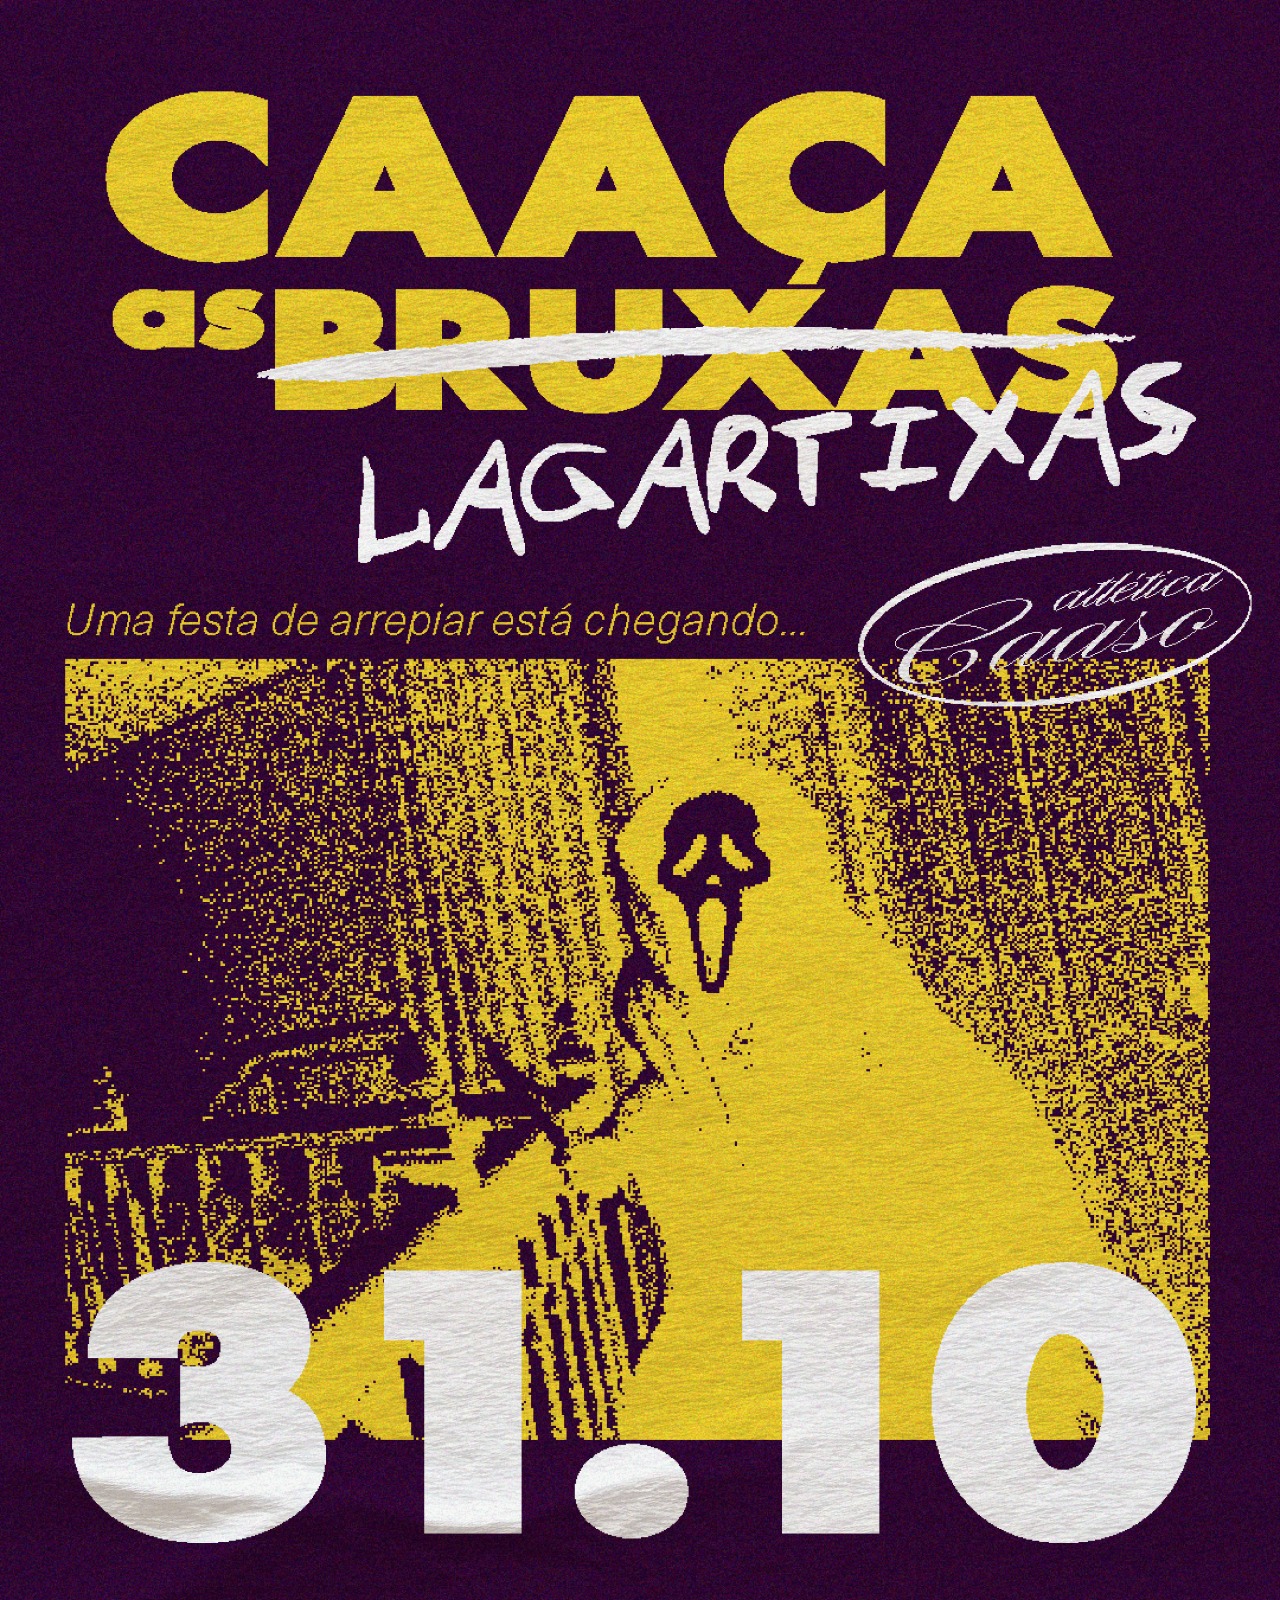 CAAÇA
as BRUXAS
LAGARTIXAS
Uma festa de arrepiar está chegando...
atlética
Caaso
31.10